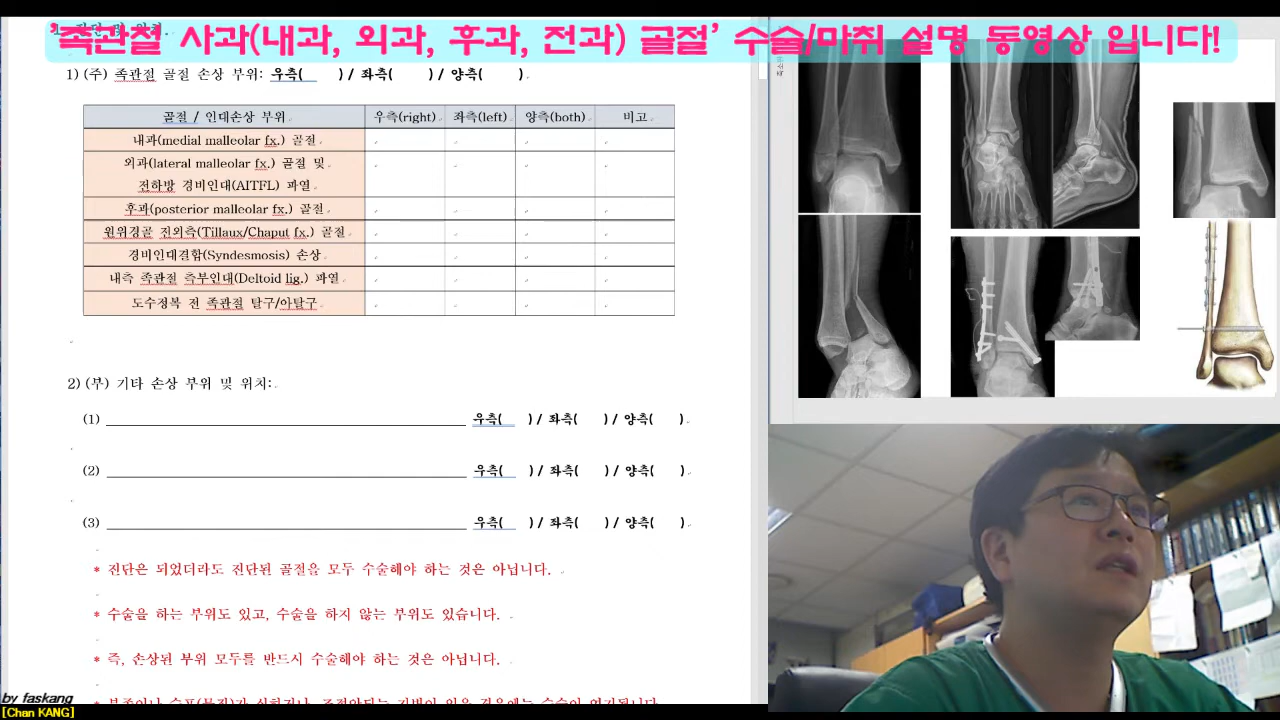 '족관절 사과(내과, 외과, 후과, 전과) 골절' 수술/마취 설명 동영상 입니다!
1) (주) 족관절 골절 손상 부위: 우측( ) / 좌측( ) / 양측( )
골절 / 인대손상 부위 우측(right) 좌측(left) 양측(both) 비고
내과(medial malleolar fx.) 골절
외과(lateral malleolar fx.) 골절 및
전하방 경비인대(AITFL) 파열
후과(posterior malleolar fx.) 골절
원위경골 전외측(Tillaux/Chaput fx.) 골절
경비인대결합(Syndesmosis) 손상
내측 족관절 측부인대(Deltoid lig.) 파열
도수정복 전 족관절 탈구/아탈구
2) (부) 기타 손상 부위 및 위치:
(1) 우측( ) / 좌측( ) / 양측( )
(2) 우측( ) / 좌측( ) / 양측( )
(3) 우측( ) / 좌측( ) / 양측( )
* 진단은 되었더라도 진단된 골절을 모두 수술해야 하는 것은 아닙니다.
* 수술을 하는 부위도 있고, 수술을 하지 않는 부위도 있습니다.
* 즉, 손상된 부위 모두를 반드시 수술해야 하는 것은 아닙니다.
by faskang
[Chan KANG]